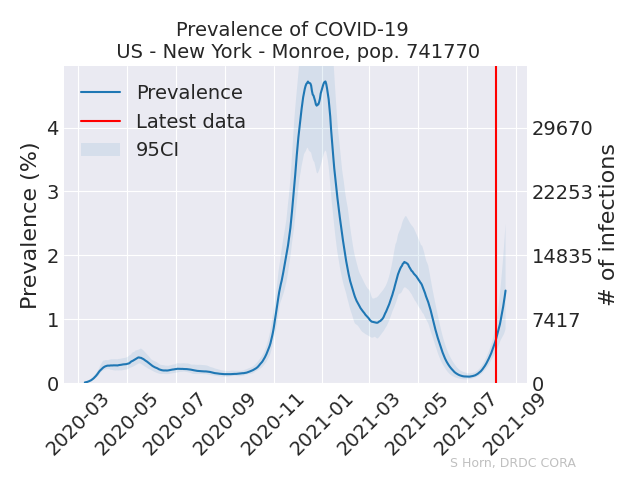 Prevalence of COVID-19
US - New York - Monroe, pop. 741770
Prevalence
Latest data
95CI
Prevalence (%)
4
3
2
1
0
29670
22253
14835
7417
0
# of infections
2020-03
2020-05
2020-07
2020-09
2020-11
2021-01
2021-03
2021-05
2021-07
2021-09
S Horn, DRDC CORA